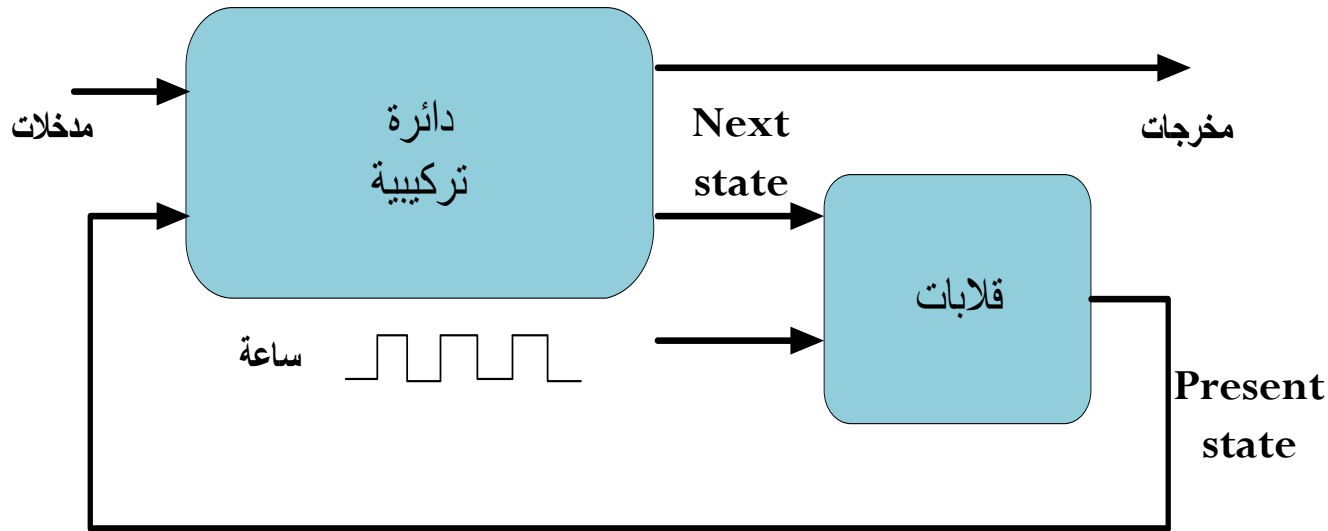 مدخلات
دائرة
تركيبية
Next
state
مخرجات
قلابات
ساعة
Present
state